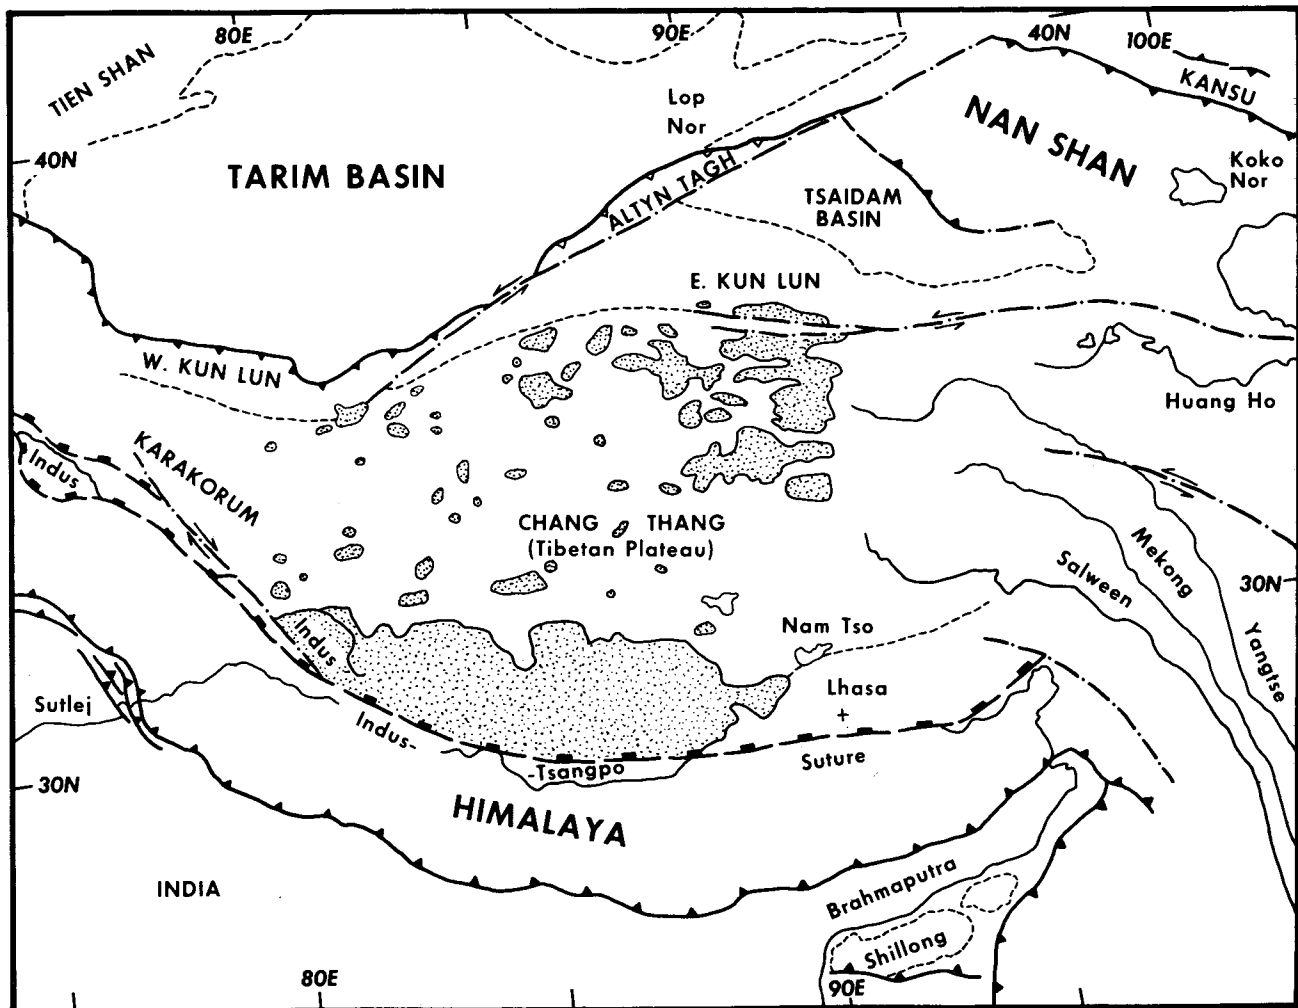 80E
90E
40N
100E
TIEN SHAN
KANSU
Lop
Nor
NAN SHAN
40N
TARIM BASIN
ALTYN TAGH
Koko
Nor
TSAIDAM
BASIN
E. KUN LUN
W. KUN LUN
Huang Ho
KARAKORUM
Indus
CHANG THANG
(Tibetan Plateau)
Mekong
Salween
30N
Indus
Nam Tso
Yangtse
Lhasa
+
Sutlej
Indus-
-Tsangpo
Suture
30N
HIMALAYA
INDIA
Brahmaputra
Shillong
80E
90E